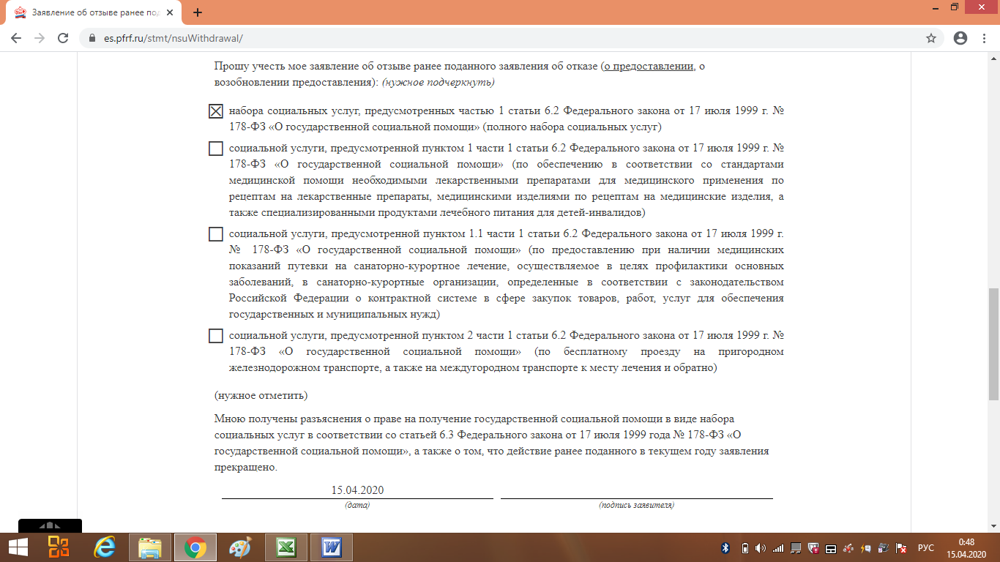 Заявление об отзыве ранее под
es.pfrf.ru/stmt/nsuWithdrawal/
Прошу учесть мое заявление об отзыве ранее поданного заявления об отказе (о предоставлении, о
возобновлении предоставления): (нужное подчеркнуть)
набора социальных услуг, предусмотренных частью 1 статьи 6.2 Федерального закона от 17 июля 1999 г. №
178-ФЗ «О государственной социальной помощи» (полного набора социальных услуг)
социальной услуги, предусмотренной пунктом 1 части 1 статьи 6.2 Федерального закона от 17 июля 1999 г. №
178-ФЗ «О государственной социальной помощи» (по обеспечению в соответствии со стандартами
медицинской помощи необходимыми лекарственными препаратами для медицинского применения по
рецептам на лекарственные препараты, медицинскими изделиями по рецептам на медицинские изделия, а
также специализированными продуктами лечебного питания для детей-инвалидов)
социальной услуги, предусмотренной пунктом 1.1 части 1 статьи 6.2 Федерального закона от 17 июля 1999 г.
№ 178-ФЗ «О государственной социальной помощи» (по предоставлению при наличии медицинских
показаний путевки на санаторно-курортное лечение, осуществляемое в целях профилактики основных
заболеваний, в санаторно-курортные организации, определенные в соответствии с законодательством
Российской Федерации о контрактной системе в сфере закупок товаров, работ, услуг для обеспечения
государственных и муниципальных нужд)
социальной услуги, предусмотренной пунктом 2 части 1 статьи 6.2 Федерального закона от 17 июля 1999 г. №
178-ФЗ «О государственной социальной помощи» (по бесплатному проезду на пригородном
железнодорожном транспорте, а также на междугородном транспорте к месту лечения и обратно)
(нужное отметить)
Мною получены разъяснения о праве на получение государственной социальной помощи в виде набора
социальных услуг в соответствии со статьей 6.3 Федерального закона от 17 июля 1999 года № 178-ФЗ «О
государственной социальной помощи», а также о том, что действие ранее поданного в текущем году заявления
прекращено.
15.04.2020
(дата) (подпись заявителя)
РУС
0:48
15.04.2020